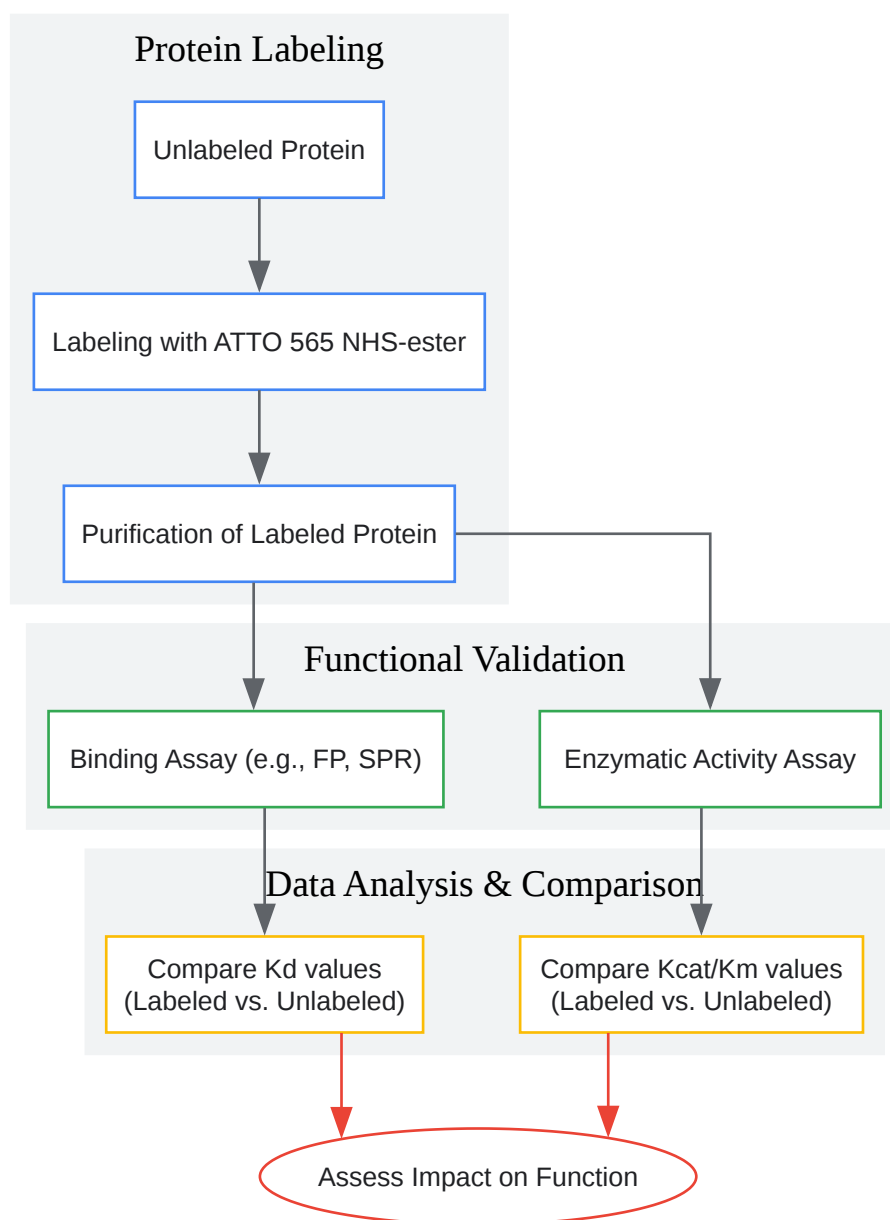 Protein Labeling
Unlabeled Protein
Labeling with ATTO 565 NHS-ester
Purification of Labeled Protein
Functional Validation
Binding Assay (e.g., FP, SPR)
Enzymatic Activity Assay
Data Analysis & Comparison
Compare Kd values
(Labeled vs. Unlabeled)
Compare Kcat/Km values
(Labeled vs. Unlabeled)
Assess Impact on Function